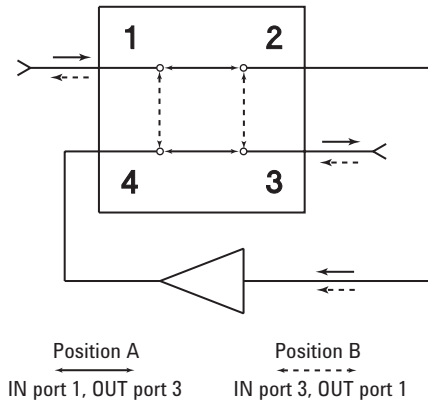 1 2
4 3
Position A Position B
IN port 1, OUT port 3 IN port 3, OUT port 1